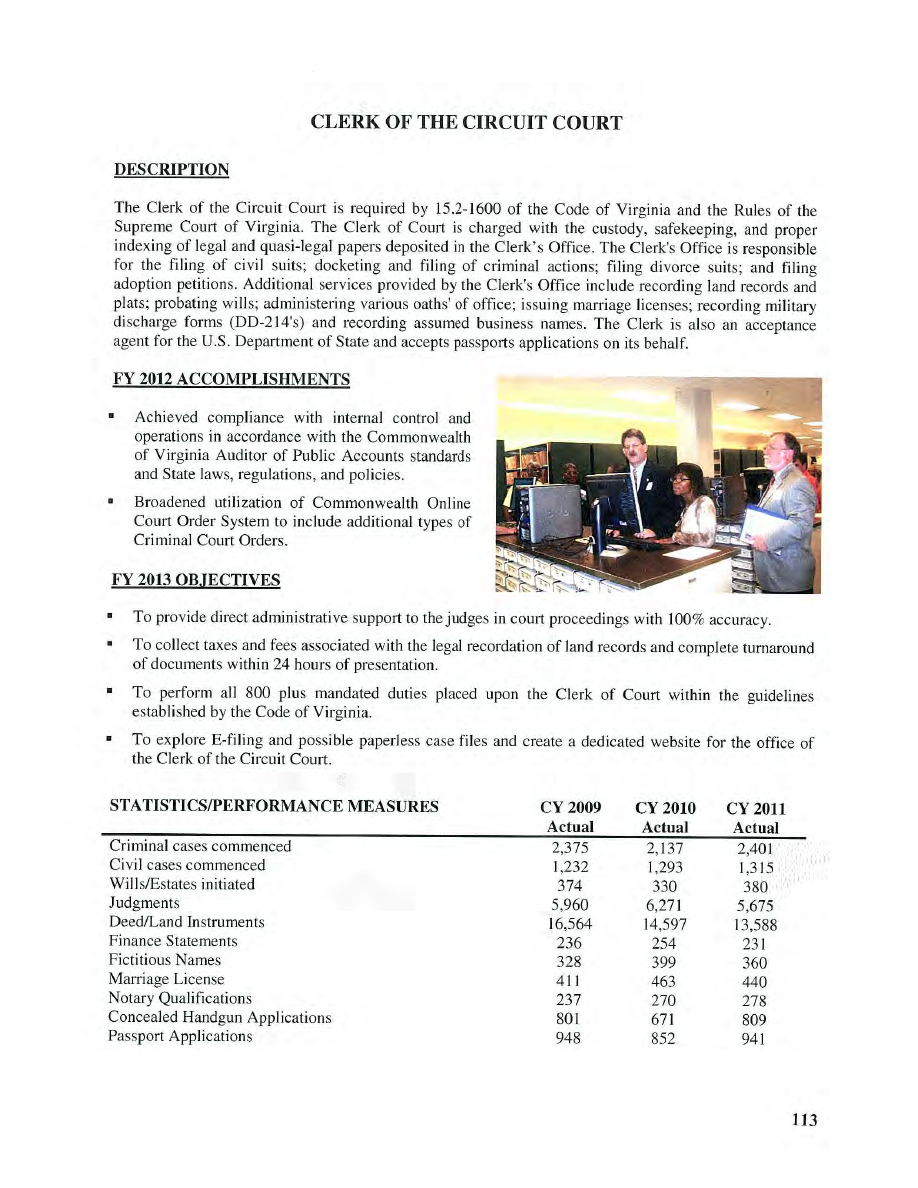 CLERK OF THE CIRCUIT COURT
DESCRIPTION
The Clerk of the Circuit Court is required by 15.2-1600 of the Code of Virginia and the Rules of the
Supreme Court of Virginia. The Clerk of Court is charged with the custody, safekeeping, and proper
indexing of legal and quasi-legal papers deposited in the Clerk's Office. The Clerk's Office is responsible
for the filing of civil suits; docketing and filing of criminal actions; filing divorce suits; and filing
adoption petitions. Additional services provided by the Clerk's Office include recording land records and
plats; probating wills; administering various oaths' of office; issuing marriage licenses; recording military
discharge forms (DD-214's) and recording assumed business names. The Clerk is also an acceptance
agent for the U.S. Department of State and accepts passports applications on its behalf.
FY 2012 ACCOMPLISHMENTS
▪ Achieved compliance with internal control and
operations in accordance with the Commonwealth
of Virginia Auditor of Public Accounts standards
and State laws, regulations, and policies.
▪ Broadened utilization of Commonwealth Online
Court Order System to include additional types of
Criminal Court Orders.
FY 2013 OBJECTIVES
▪ To provide direct administrative support to the judges in court proceedings with 100% accuracy.
▪ To collect taxes and fees associated with the legal recordation of land records and complete turnaround
of documents within 24 hours of presentation.
▪ To perform all 800 plus mandated duties placed upon the Clerk of Court within the guidelines
established by the Code of Virginia.
▪ To explore E-filing and possible paperless case files and create a dedicated website for the office of
the Clerk of the Circuit Court.
STATISTICS/PERFORMANCE MEASURES CY 2009 CY 2010 CY 2011
Actual Actual Actual
Criminal cases commenced 2,375 2,137 2,401
Civil cases commenced 1,232 1,293 1,315
Wills/Estates initiated 374 330 380
Judgments 5,960 6,271 5,675
Deed/Land Instruments 16,564 14,597 13,588
Finance Statements 236 254 231
Fictitious Names 328 399 360
Marriage License 411 463 440
Notary Qualifications 237 270 278
Concealed Handgun Applications 801 671 809
Passport Applications 948 852 941
113